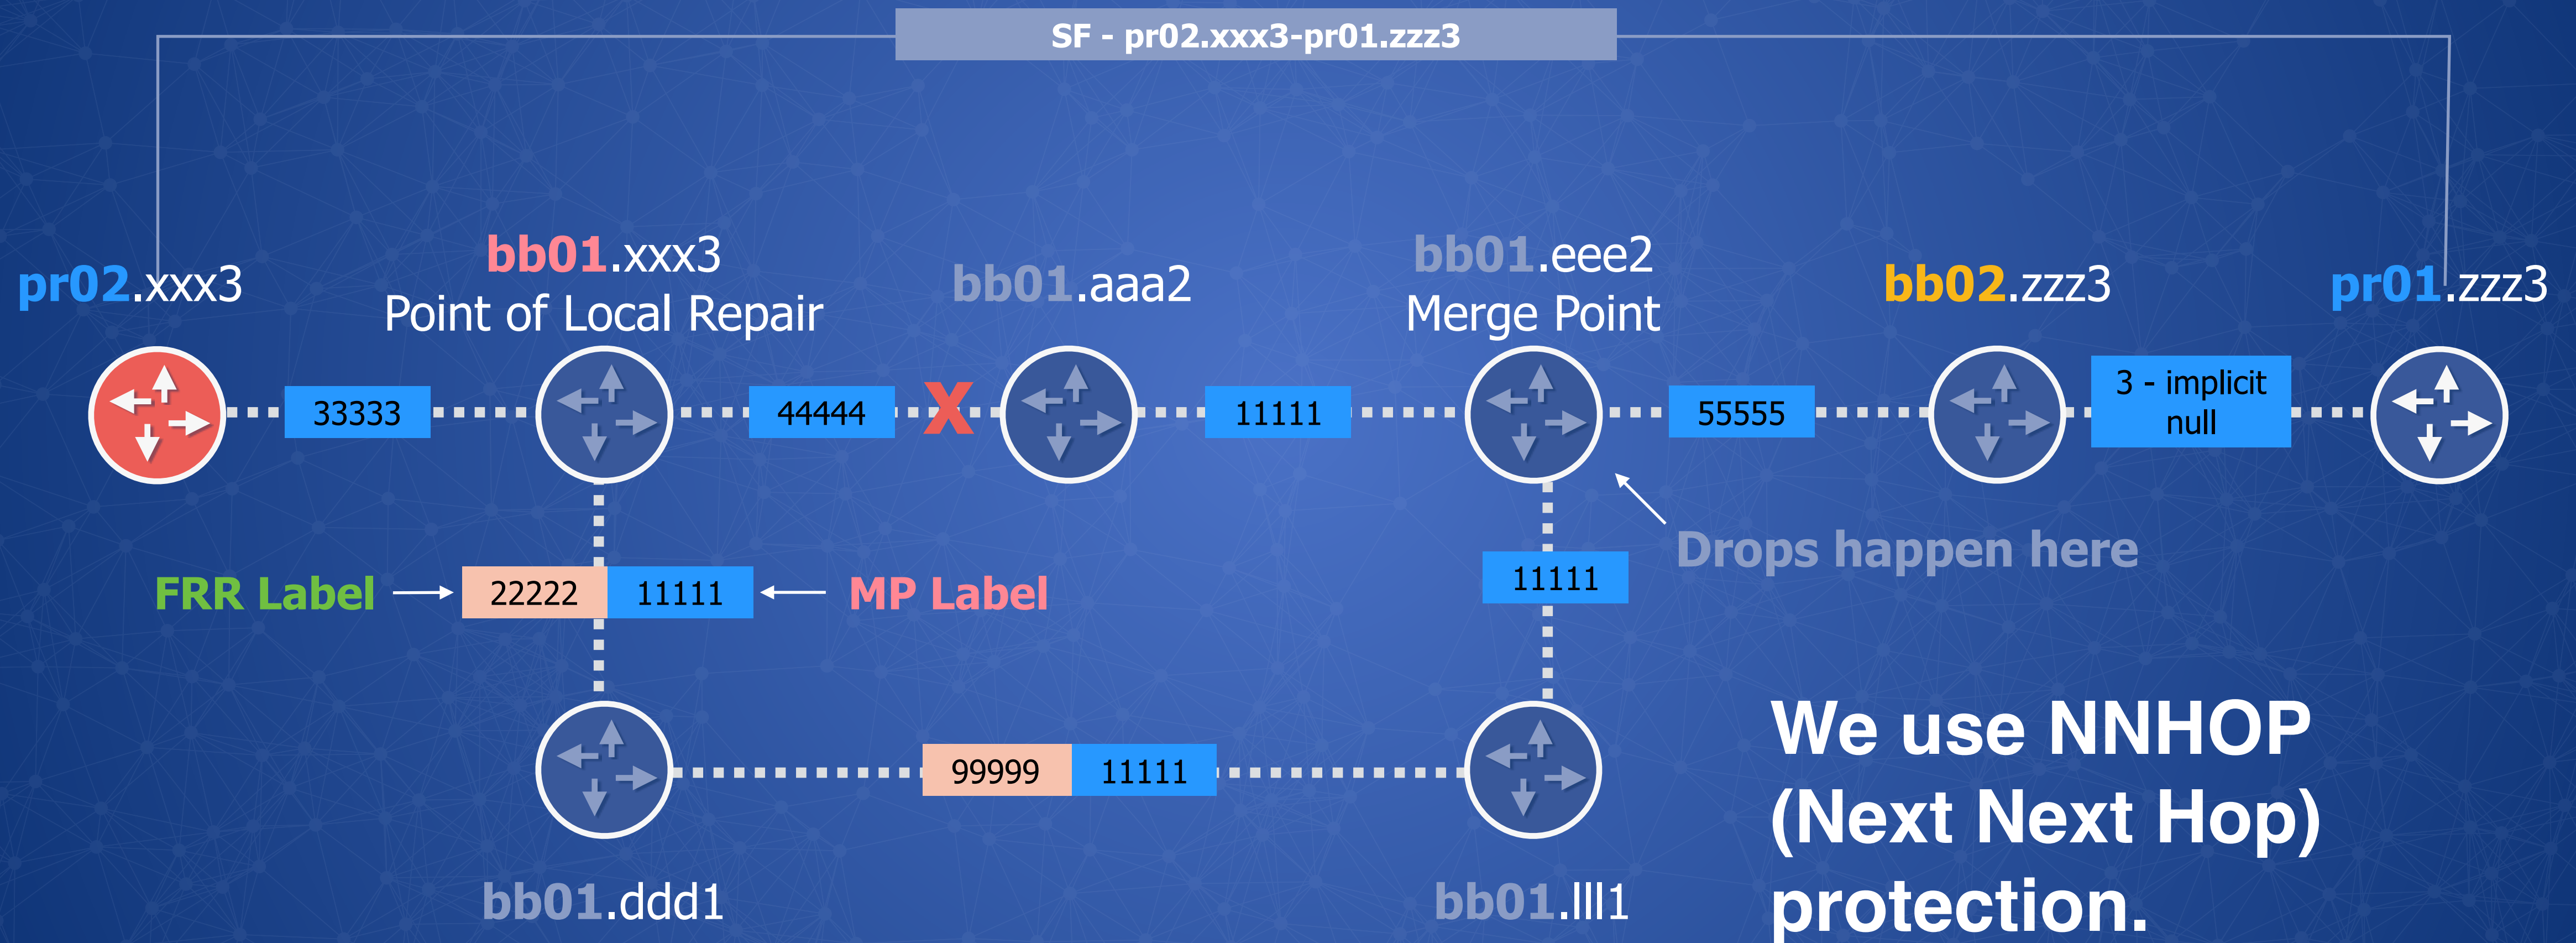 SF - pr02.xxx3-pr01.zzz3
pr02.xxx3
bb01.xxx3
Point of Local Repair
bb01.aaa2
bb01.eee2
Merge Point
bb02.zzz3
pr01.zzz3
33333
44444
X
11111
55555
3 - implicit
null
Drops happen here
FRR Label
22222
11111
MP Label
11111
99999
11111
bb01.ddd1
bb01.lll1
We use NNHOP
(Next Next Hop)
protection.